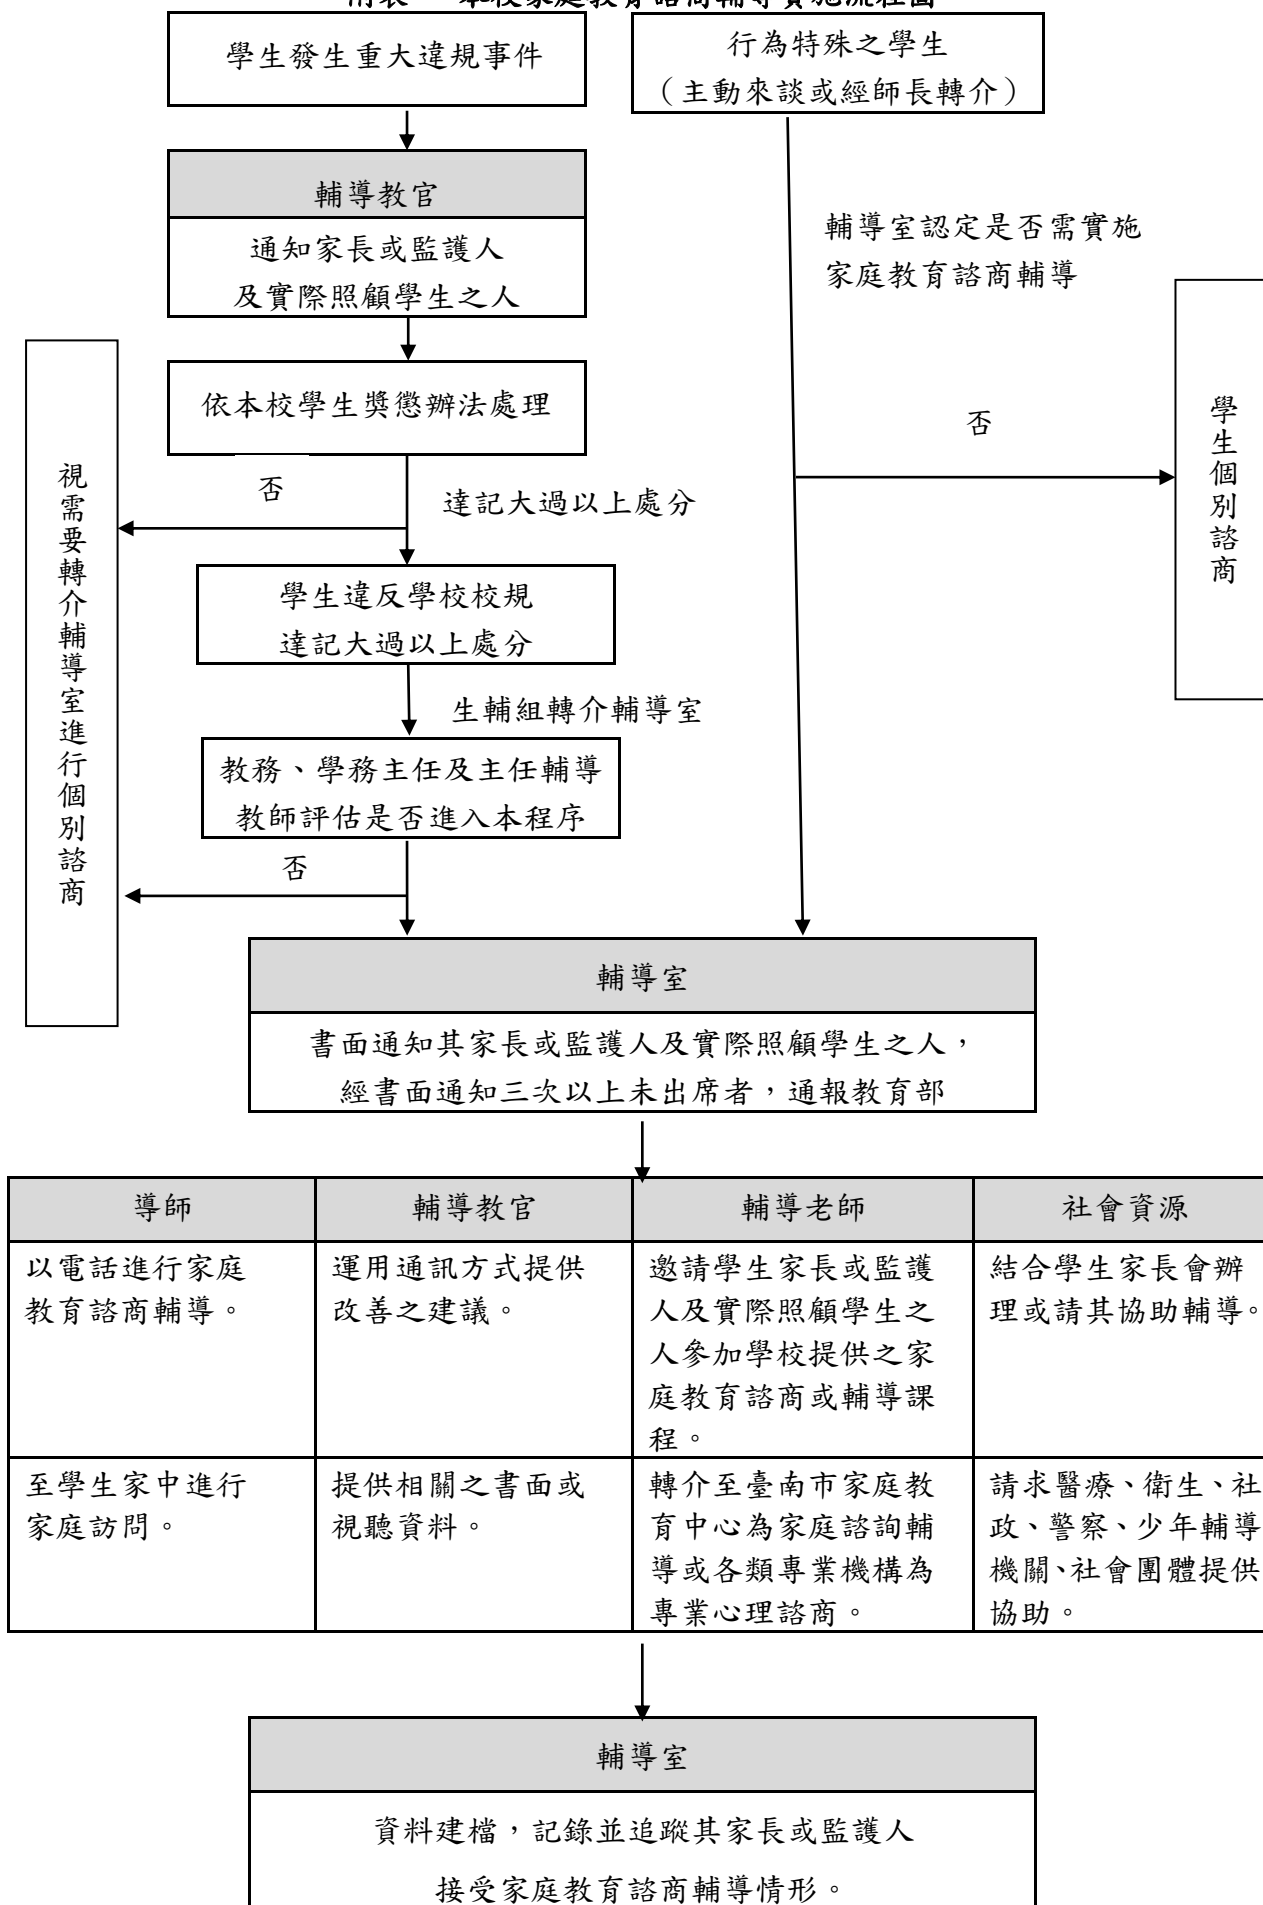 本校家庭教育諮商輔導實施流程圖
學生發生重大違規事件
行為特殊之學生
（主動來談或經師長轉介）
輔導教官
通知家長或監護人
及實際照顧學生之人
輔導室認定是否需實施
家庭教育諮商輔導
依本校學生獎懲辦法處理
否
學生個別諮商
否
達記大過以上處分
視需要轉介輔導室進行個別諮商
學生違反學校校規
達記大過以上處分
生輔組轉介輔導室
教務、學務主任及主任輔導
教師評估是否進入本程序
否
輔導室
書面通知其家長或監護人及實際照顧學生之人，
經書面通知三次以上未出席者，通報教育部
導師
輔導教官
輔導老師
社會資源
以電話進行家庭
教育諮商輔導。
運用通訊方式提供
改善之建議。
邀請學生家長或監護
人及實際照顧學生之
人參加學校提供之家
庭教育諮商或輔導課
程。
結合學生家長會辦
理或請其協助輔導。
至學生家中進行
家庭訪問。
提供相關之書面或
視聽資料。
轉介至臺南市家庭教
育中心為家庭諮詢輔
導或各類專業機構為
專業心理諮商。
請求醫療、衛生、社
政、警察、少年輔導
機關、社會團體提供
協助。
輔導室
資料建檔，記錄並追蹤其家長或監護人
接受家庭教育諮商輔導情形。